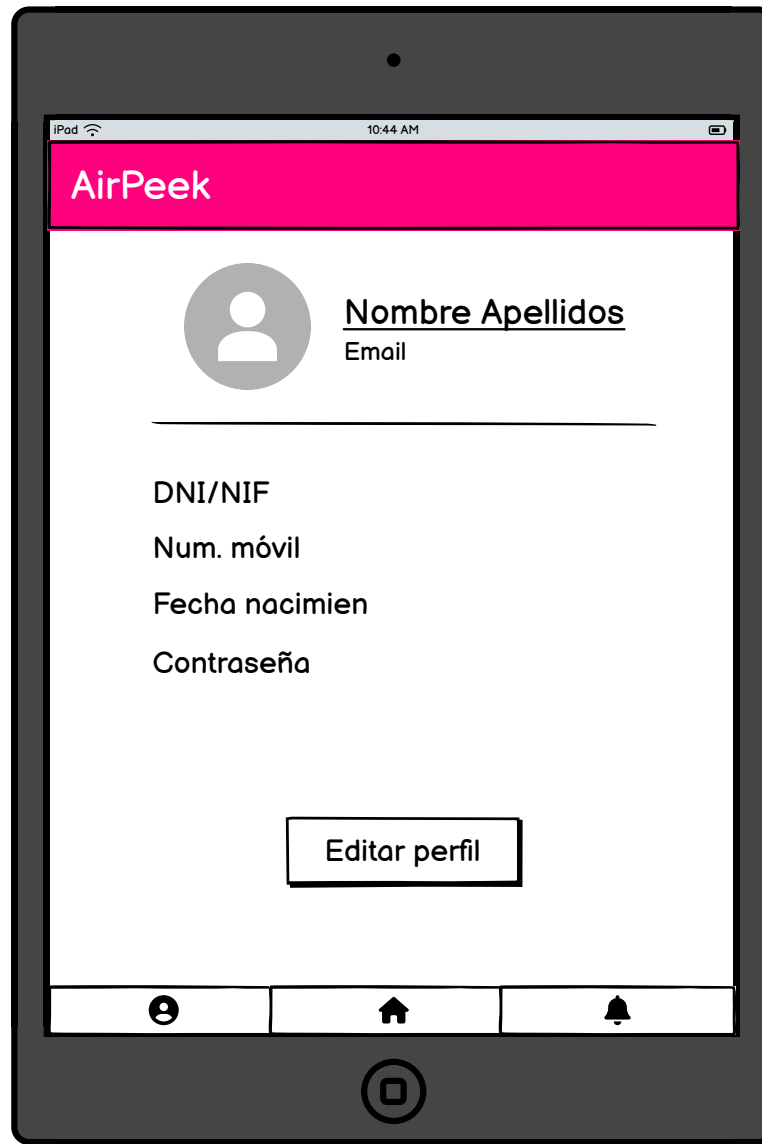 iPad
10:44 AM
AirPeek
Nombre Apellidos
Email
DNI/NIF
Num. móvil
Fecha nacimien
Contraseña
Editar perfil